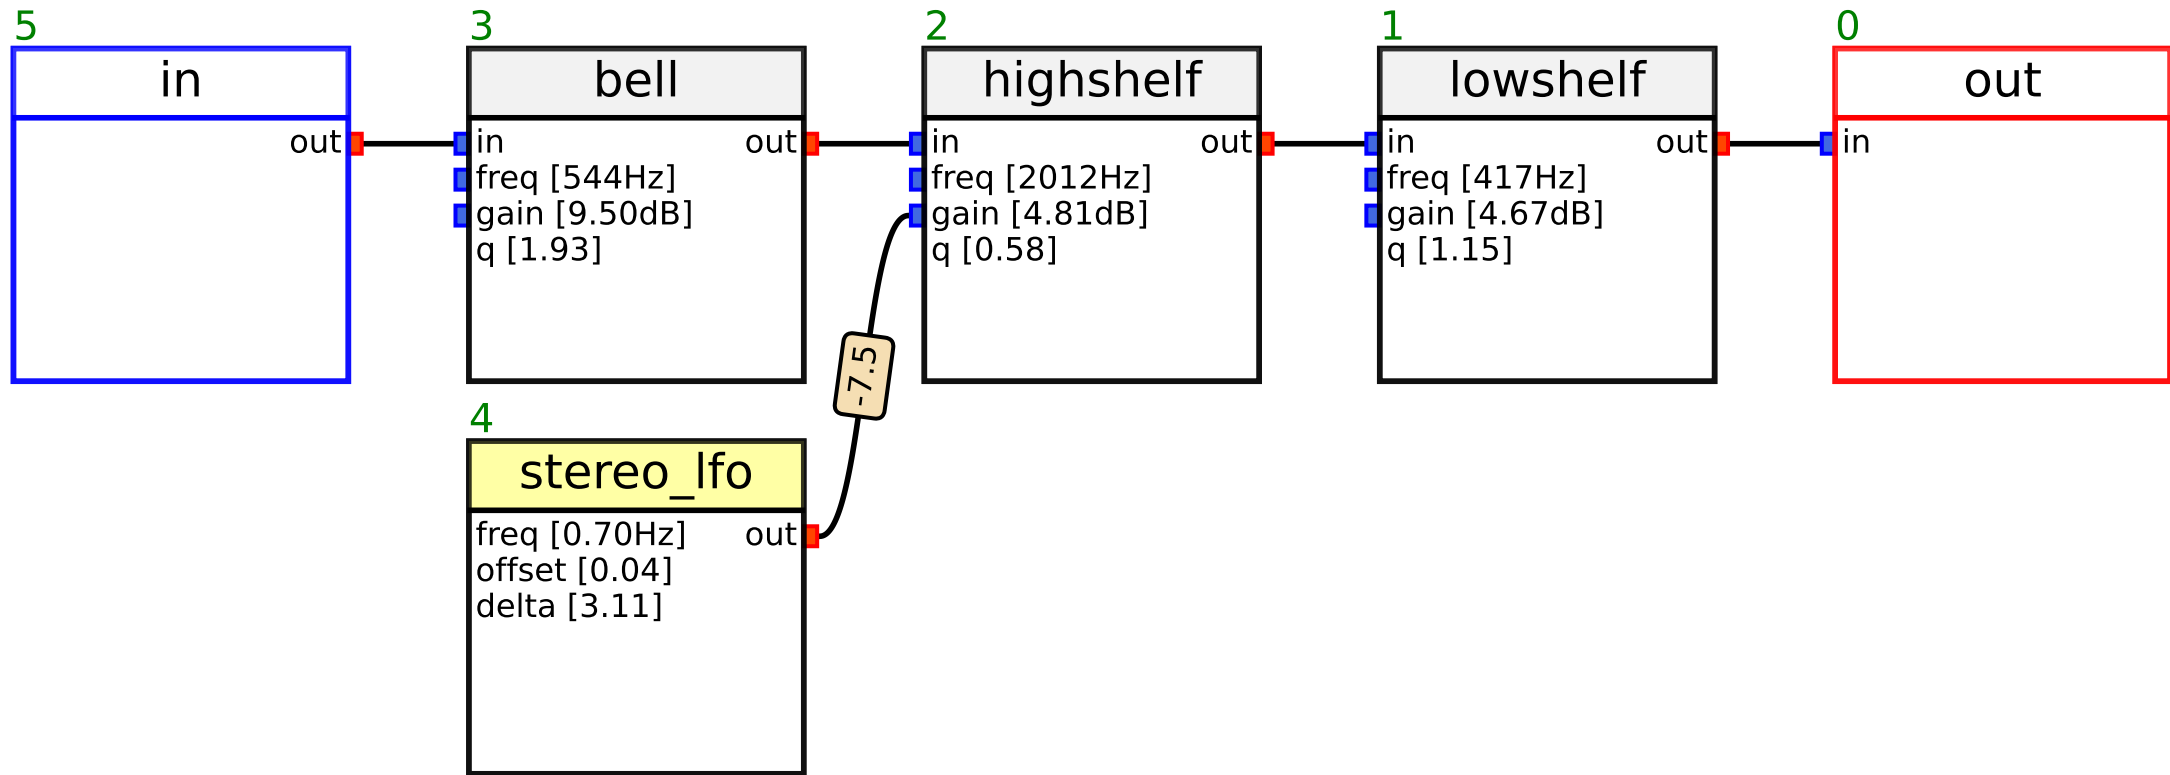 5
in
out
3
bell
in
out
freq [544Hz]
gain [9.50dB]
q [1.93]
2
highshelf
in
out
freq [2012Hz]
gain [4.81dB]
q [0.58]
1
lowshelf
in
out
freq [417Hz]
gain [4.67dB]
q [1.15]
0
out
in
-7.5
4
stereo_lfo
freq [0.70Hz]
out
offset [0.04]
delta [3.11]